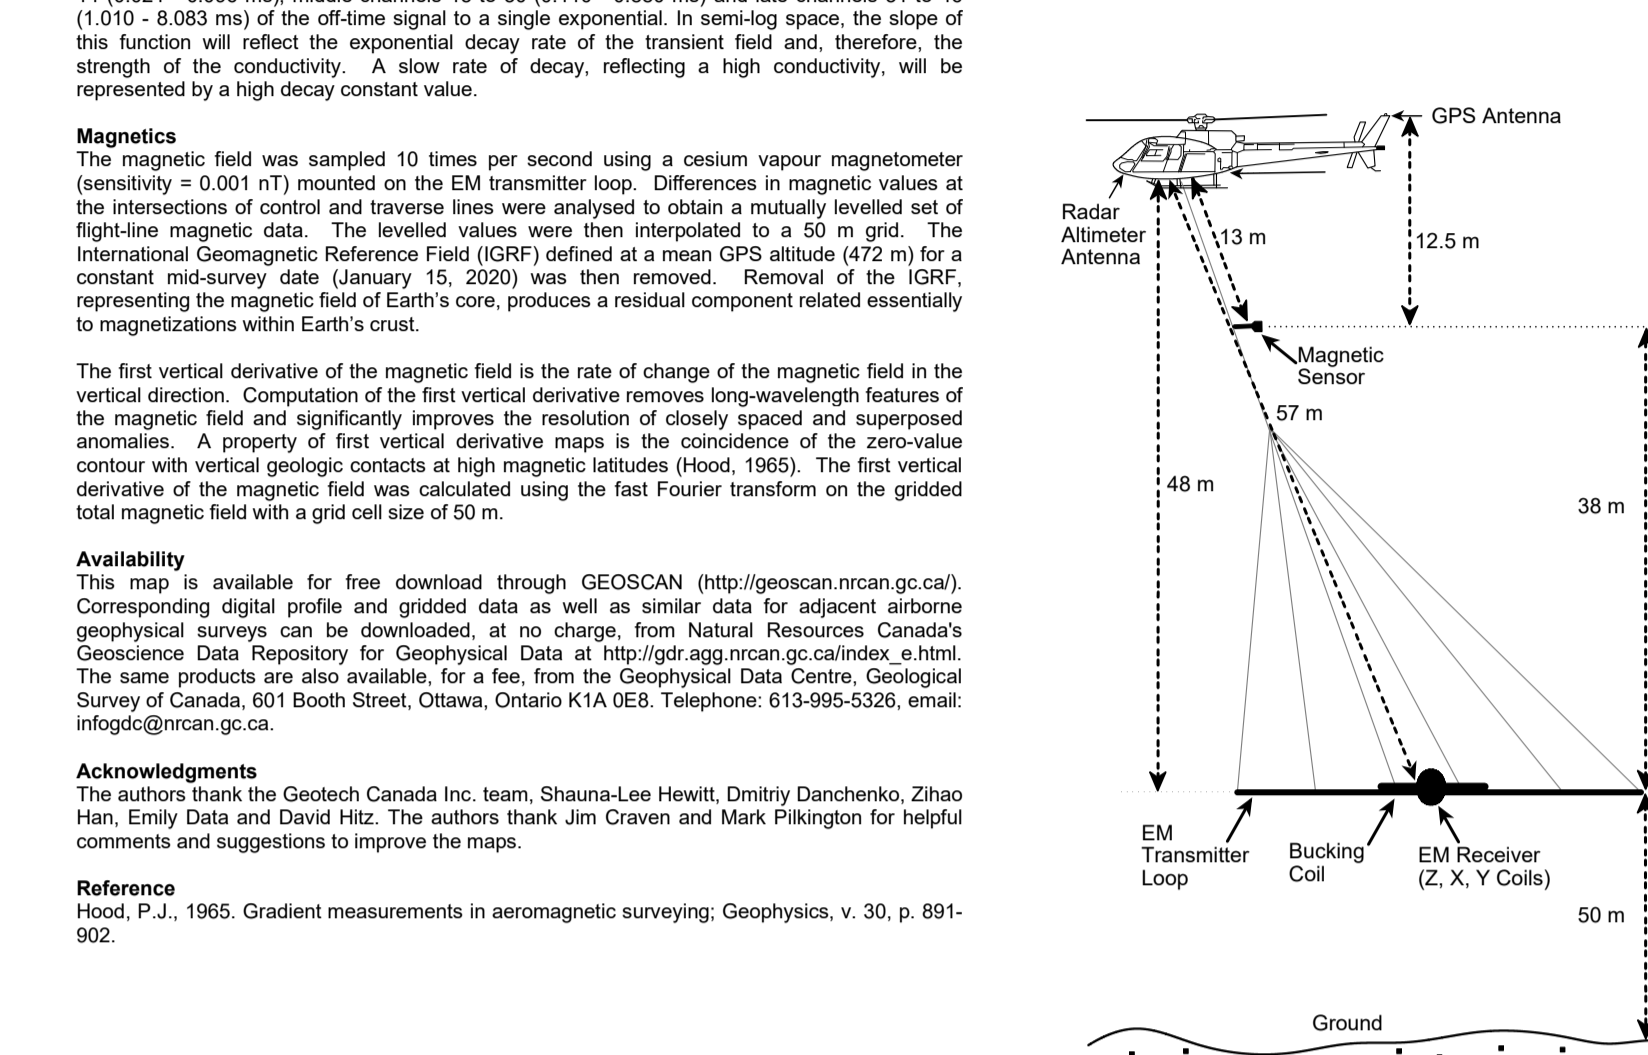 (1.010 - 8.083 ms) of the off-time signal to a single exponential. In semi-log space, the slope of
this function will reflect the exponential decay rate of the transient field and, therefore, the
strength of the conductivity. A slow rate of decay, reflecting a high conductivity, will be
represented by a high decay constant value.
Magnetics
The magnetic field was sampled 10 times per second using a cesium vapour magnetometer
(sensitivity = 0.001 nT) mounted on the EM transmitter loop. Differences in magnetic values at
the intersections of control and traverse lines were analysed to obtain a mutually levelled set of
flight-line magnetic data. The levelled values were then interpolated to a 50 m grid. The
International Geomagnetic Reference Field (IGRF) defined at a mean GPS altitude (472 m) for a
constant mid-survey date (January 15, 2020) was then removed. Removal of the IGRF,
representing the magnetic field of Earth's core, produces a residual component related essentially
to magnetizations within Earth's crust.
The first vertical derivative of the magnetic field is the rate of change of the magnetic field in the
vertical direction. Computation of the first vertical derivative removes long-wavelength features of
the magnetic field and significantly improves the resolution of closely spaced and superposed
anomalies. A property of first vertical derivative maps is the coincidence of the zero-value
contour with vertical geologic contacts at high magnetic latitudes (Hood, 1965). The first vertical
derivative of the magnetic field was calculated using the fast Fourier transform on the gridded
total magnetic field with a grid cell size of 50 m.
Availability
This map is available for free download through GEOSCAN (http://geoscan.nrcan.gc.ca/).
Corresponding digital profile and gridded data as well as similar data for adjacent airborne
geophysical surveys can be downloaded, at no charge, from Natural Resources Canada's
Geoscience Data Repository for Geophysical Data at http://gdr.agg.nrcan.gc.ca/index_e.html.
The same products are also available, for a fee, from the Geophysical Data Centre, Geological
Survey of Canada, 601 Booth Street, Ottawa, Ontario K1A 0E8. Telephone: 613-995-5326, email:
infogdc@nrcan.gc.ca.
Acknowledgments
The authors thank the Geotech Canada Inc. team, Shauna-Lee Hewitt, Dmitriy Danchenko, Zihao
Han, Emily Data and David Hitz. The authors thank Jim Craven and Mark Pilkington for helpful
comments and suggestions to improve the maps.
Reference
Hood, P.J., 1965. Gradient measurements in aeromagnetic surveying; Geophysics, v. 30, p. 891-
902.
GPS Antenna
Radar
Altimeter
Antenna
13 m
12.5 m
Magnetic
Sensor
57 m
48 m
38 m
EM
Transmitter
Loop
Bucking
Coil
EM Receiver
(Z, X, Y Coils)
50 m
Ground